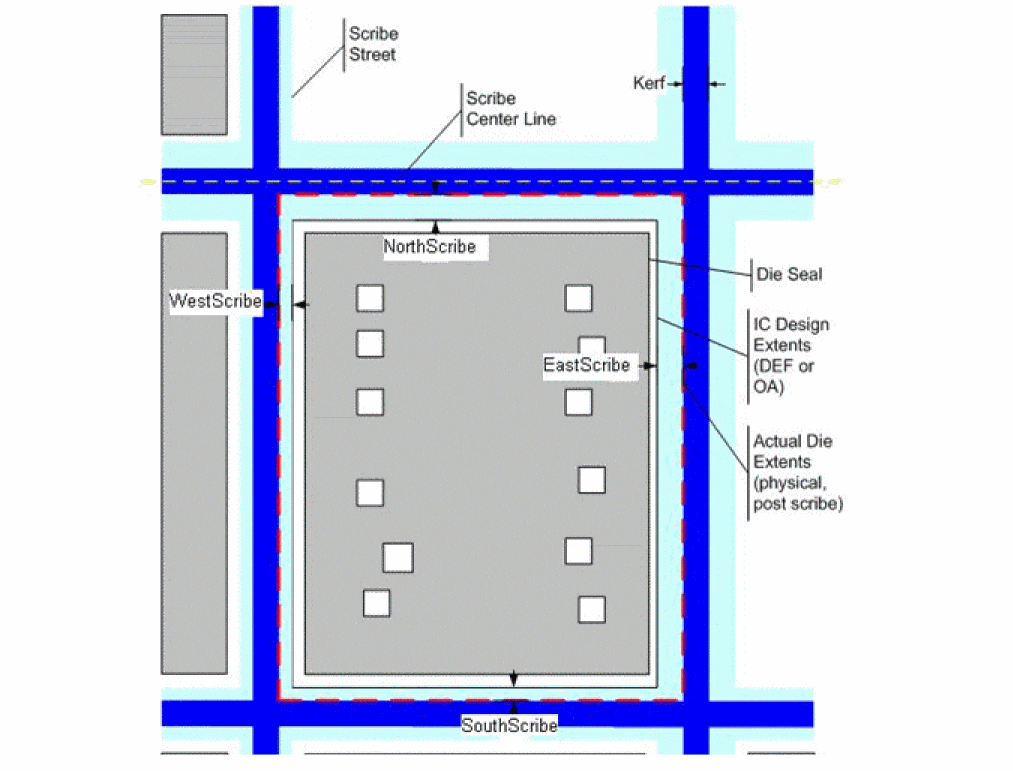 Scribe
Street
Kerf
Scribe
Center Line
NorthScribe
Die Seal
WestScribe
IC Design
Extents
(DEF or
OA)
EastScribe
Actual Die
Extents
(physical,
post scribe)
SouthScribe